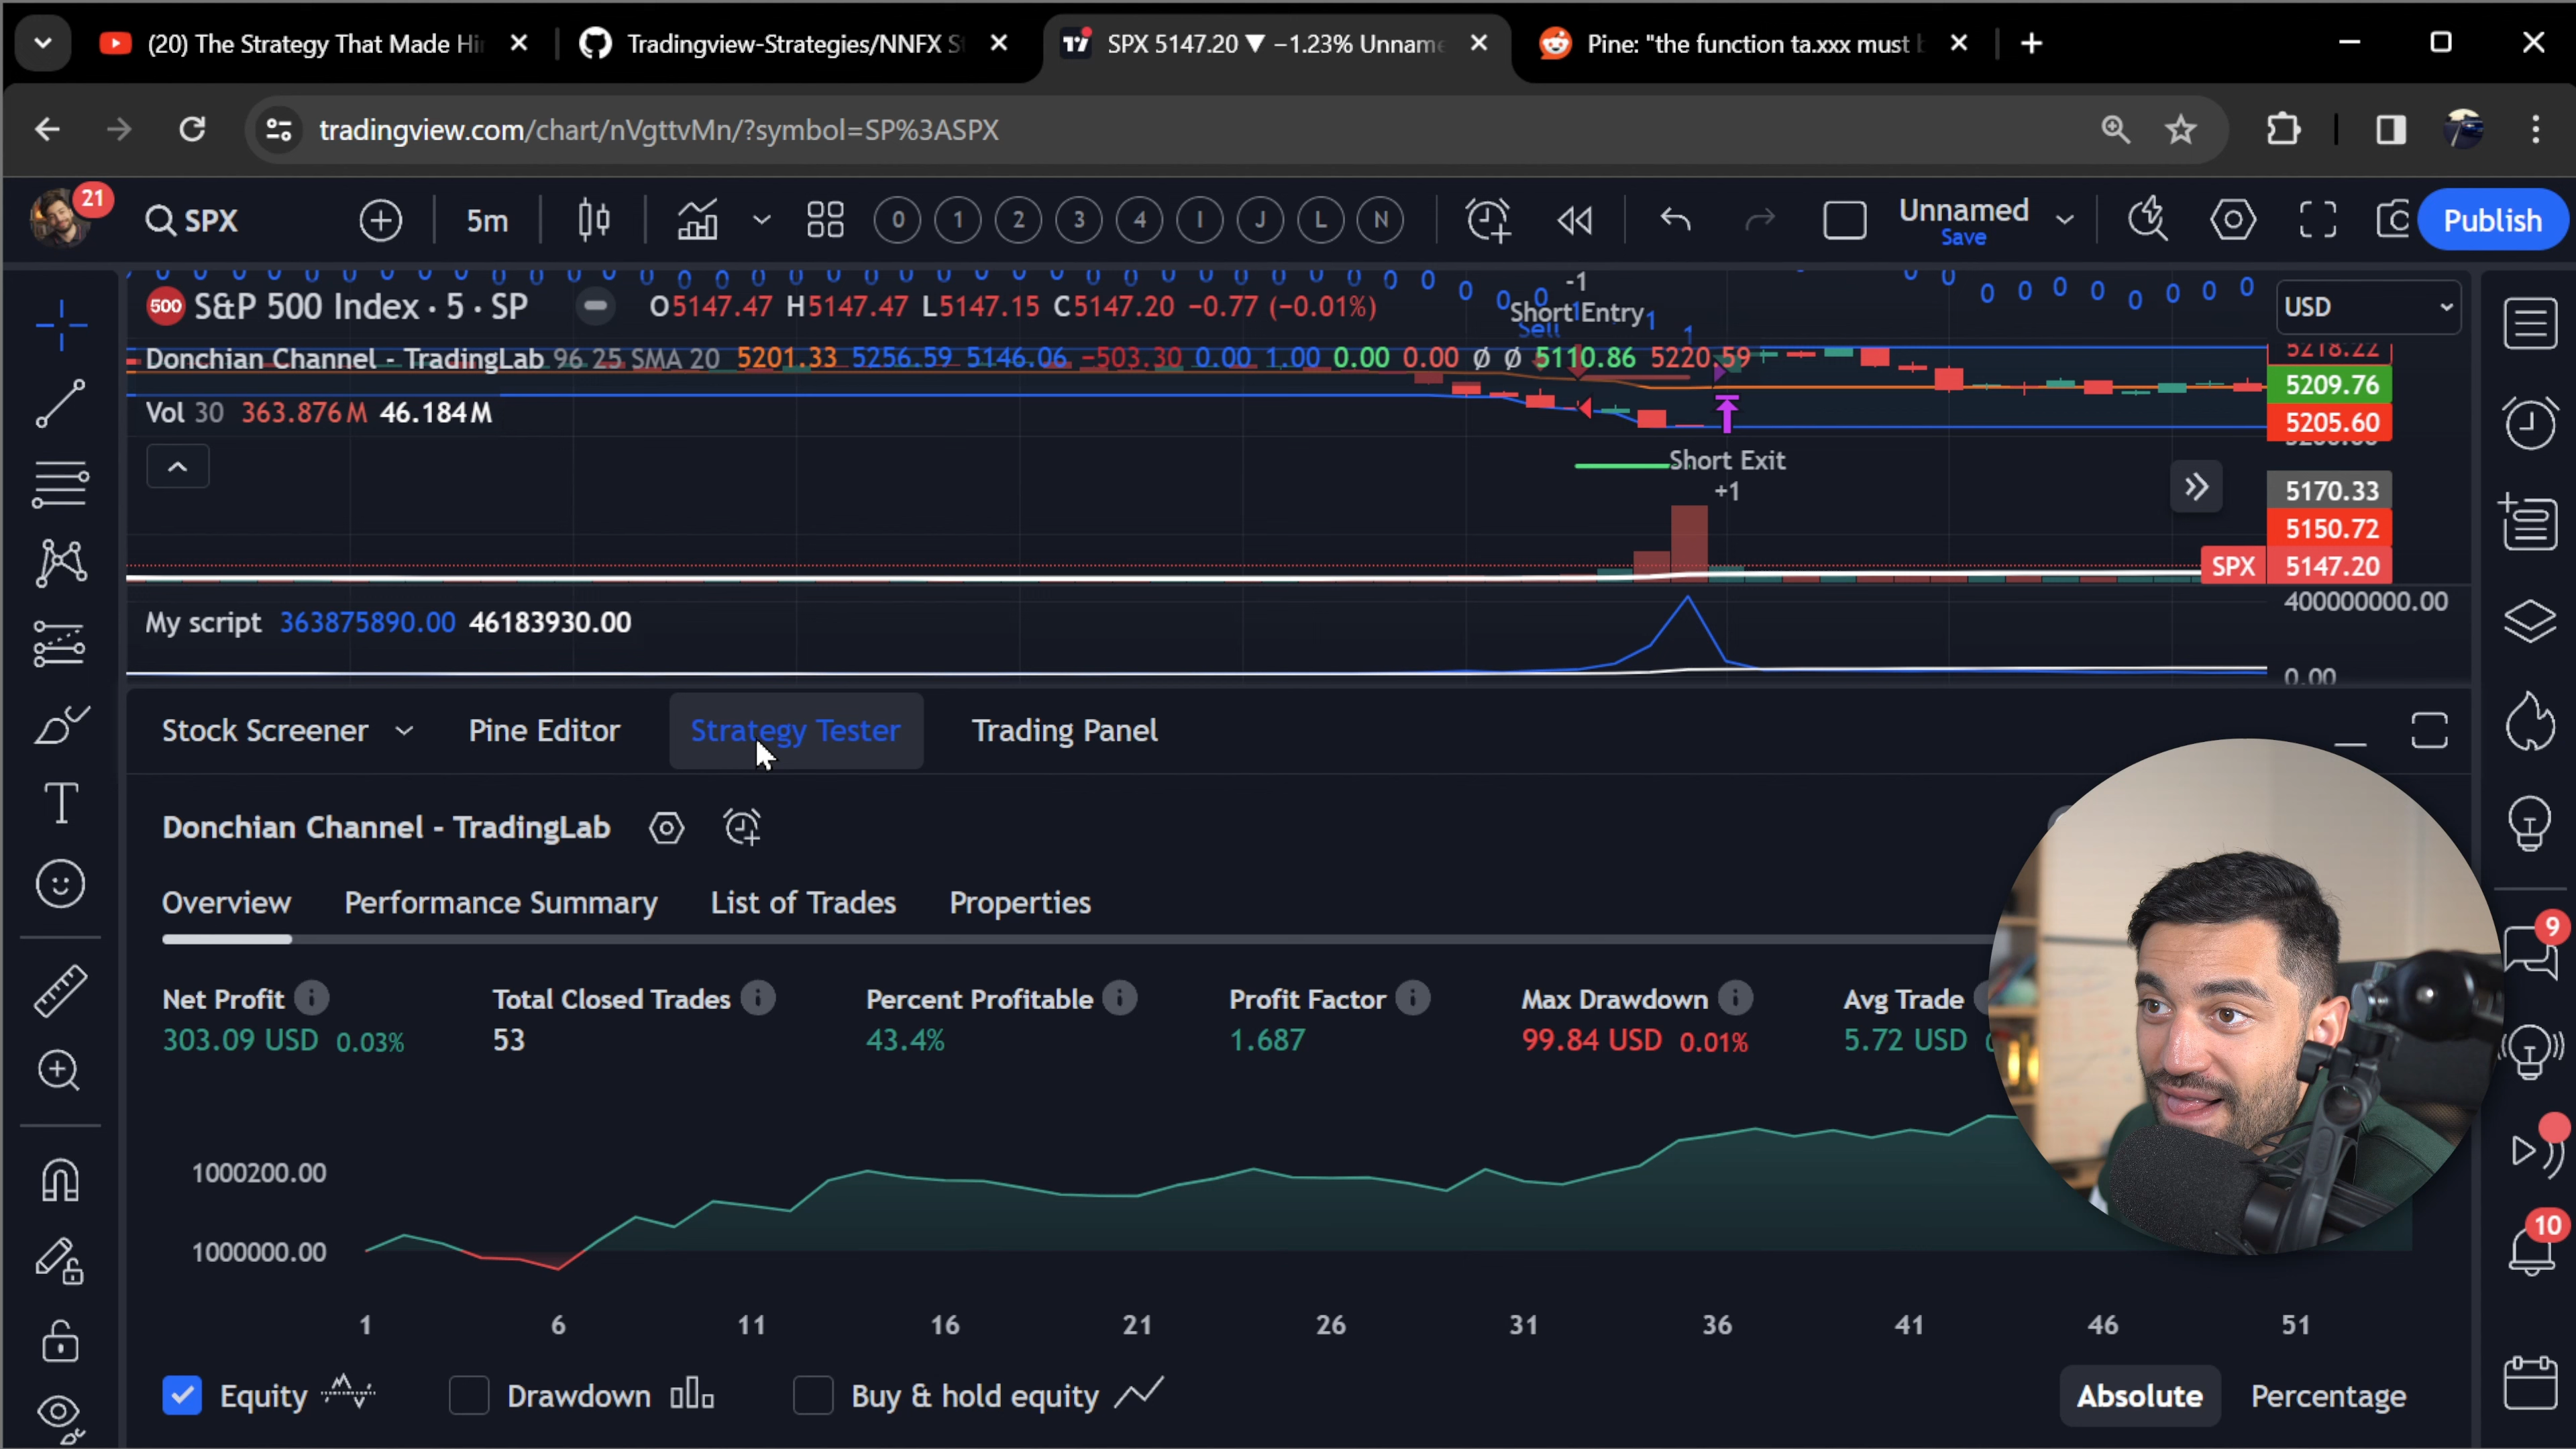 (20) The Strategy That Made Hi
Tradingview-Strategies/NNFX S
SPX 5147.20 ▼ −1.23% Unname
Pine: "the function ta.xxx must b
tradingview.com/chart/nVgttvMn/?symbol=SP%3ASPX
21
SPX
5m
0 1 2 3 4 I J L N
Unnamed
Save
Publish
500 S&P 500 Index · 5 · SP
O5147.47 H5147.47 L5147.15 C5147.20 −0.77 (−0.01%)
-1
Short Entry
Sell
USD
Donchian Channel - TradingLab 96 25 SMA 20 5201.33 5256.59 5146.06 −503.30 0.00 1.00 0.00 0.00 Ø Ø 5110.86 5220.59
5218.22
5209.76
5205.60
Vol 30 363.876M 46.184M
Short Exit
+1
5170.33
5150.72
SPX 5147.20
400000000.00
0.00
My script 363875890.00 46183930.00
Stock Screener
Pine Editor
Strategy Tester
Trading Panel
Donchian Channel - TradingLab
Overview
Performance Summary
List of Trades
Properties
Net Profit
303.09 USD 0.03%
Total Closed Trades
53
Percent Profitable
43.4%
Profit Factor
1.687
Max Drawdown
99.84 USD 0.01%
Avg Trade
5.72 USD
1000200.00
1000000.00
1 6 11 16 21 26 31 36 41 46 51
Equity
Drawdown
Buy & hold equity
Absolute
Percentage
9
10